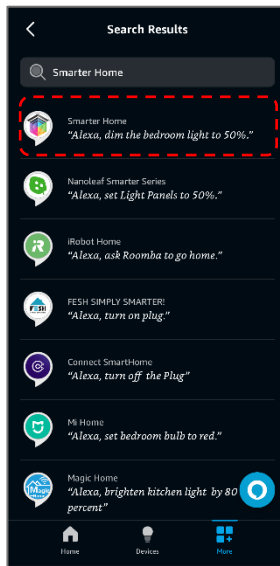 Search Results
Smarter Home
Smarter Home
“Alexa, dim the bedroom light to 50%.”
Nanoleaf Smarter Series
“Alexa, set Light Panels to 50%.”
iRobot Home
“Alexa, ask Roomba to go home.”
FESH SIMPLY SMARTER!
“Alexa, turn on plug.”
Connect SmartHome
“Alexa, turn off the Plug”
Mi Home
“Alexa, set bedroom bulb to red.”
Magic Home
“Alexa, brighten kitchen light by 80
percent”
Home
Devices
More